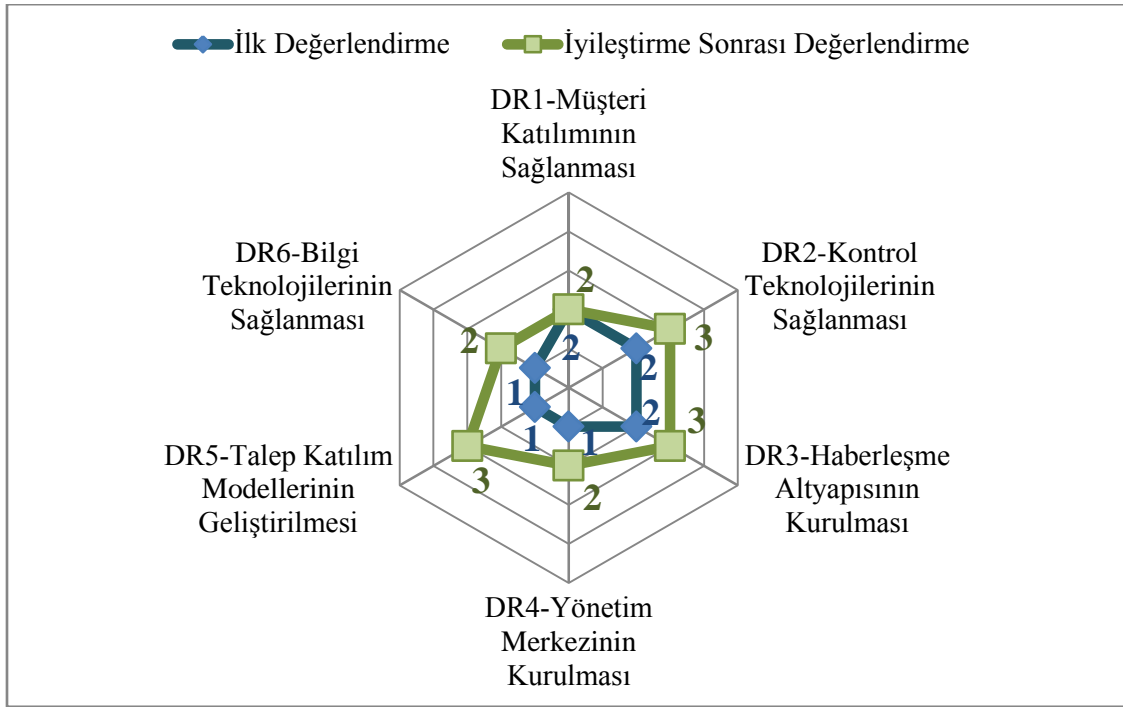 İlk Değerlendirme
İyileştirme Sonrası Değerlendirme
DR1-Müşteri
Katılımının
Sağlanması
DR6-Bilgi
Teknolojilerinin
Sağlanması
DR2-Kontrol
Teknolojilerinin
Sağlanması
2
2
2
3
2
1
2
3
1
1
3
2
DR5-Talep Katılım
Modellerinin
Geliştirilmesi
DR3-Haberleşme
Altyapısının
Kurulması
DR4-Yönetim
Merkezinin
Kurulması